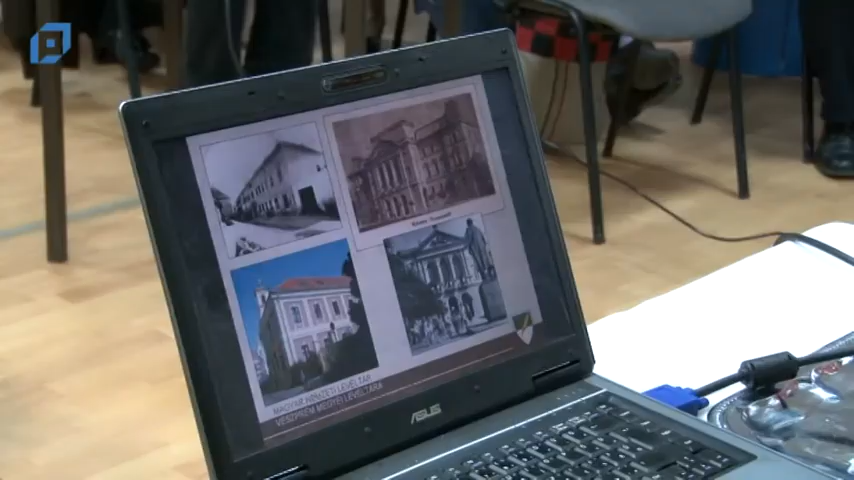 MAGYAR NEMZETI LEVÉLTÁR
VESZPRÉM MEGYEI LEVÉLTÁRA
ASUS